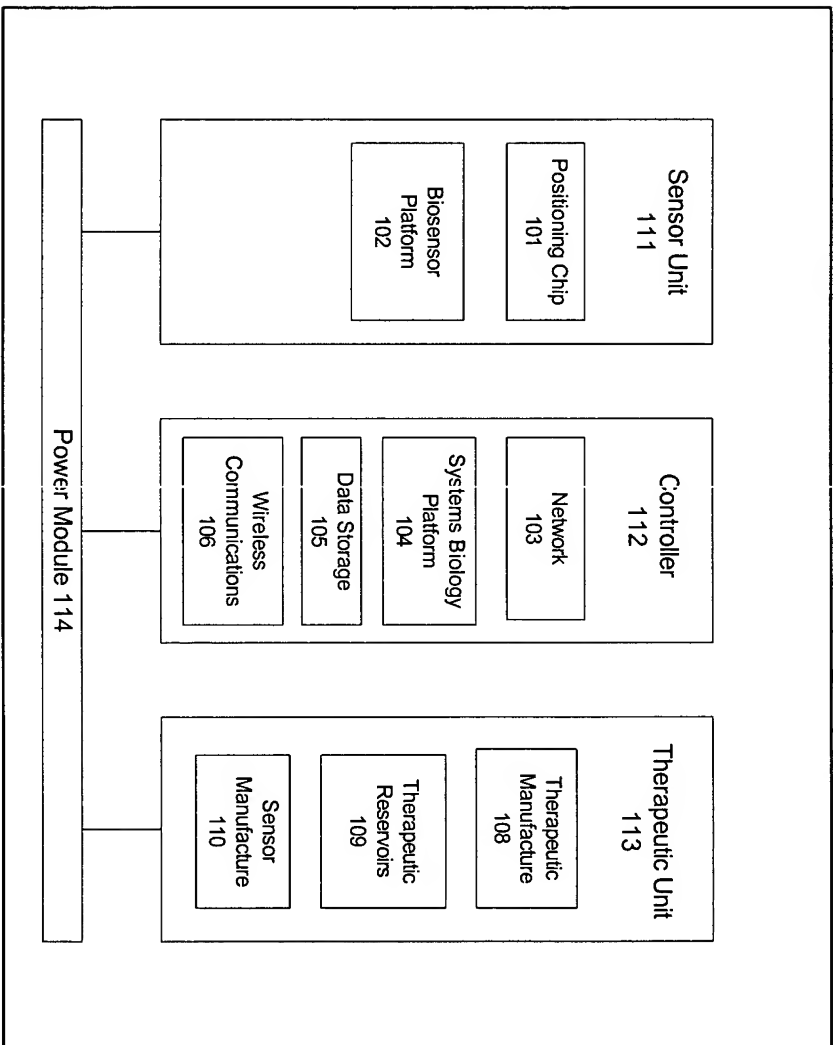 Sensor Unit
111
Positioning Chip
101
Biosensor
Platform
102
Controller
112
Network
103
Systems Biology
Platform
104
Data Storage
105
Wireless
Communications
106
Therapeutic Unit
113
Therapeutic
Manufacture
108
Therapeutic
Reservoirs
109
Sensor
Manufacture
110
Power Module 114